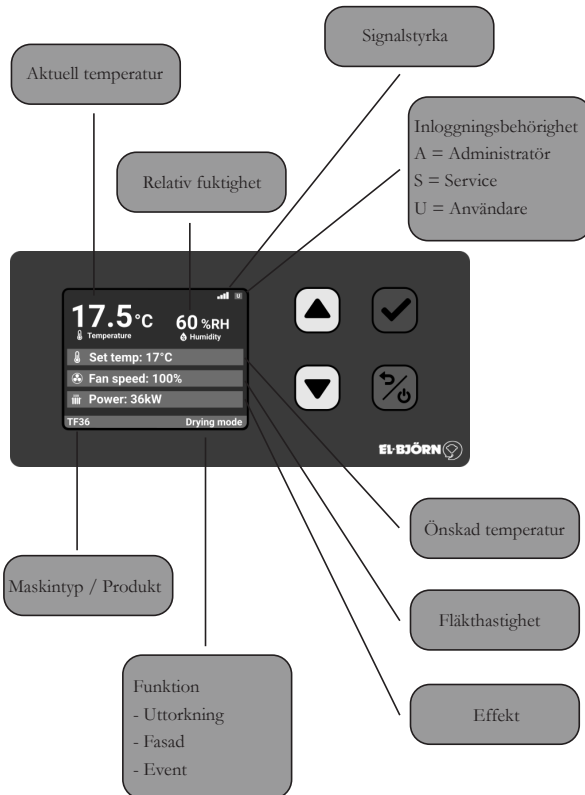 Signalstyrka
Aktuell temperatur
Inloggningsbehörighet
A = Administratör
S = Service
U = Användare
Relativ fuktighet
U
17.5°C
60 %RH
Temperature
Humidity
Set temp: 17°C
Fan speed: 100%
Power: 36kW
TF36
Drying mode
EL·BJÖRN
Önskad temperatur
Maskintyp / Produkt
Fläkthastighet
Funktion
- Uttorkning
- Fasad
- Event
Effekt